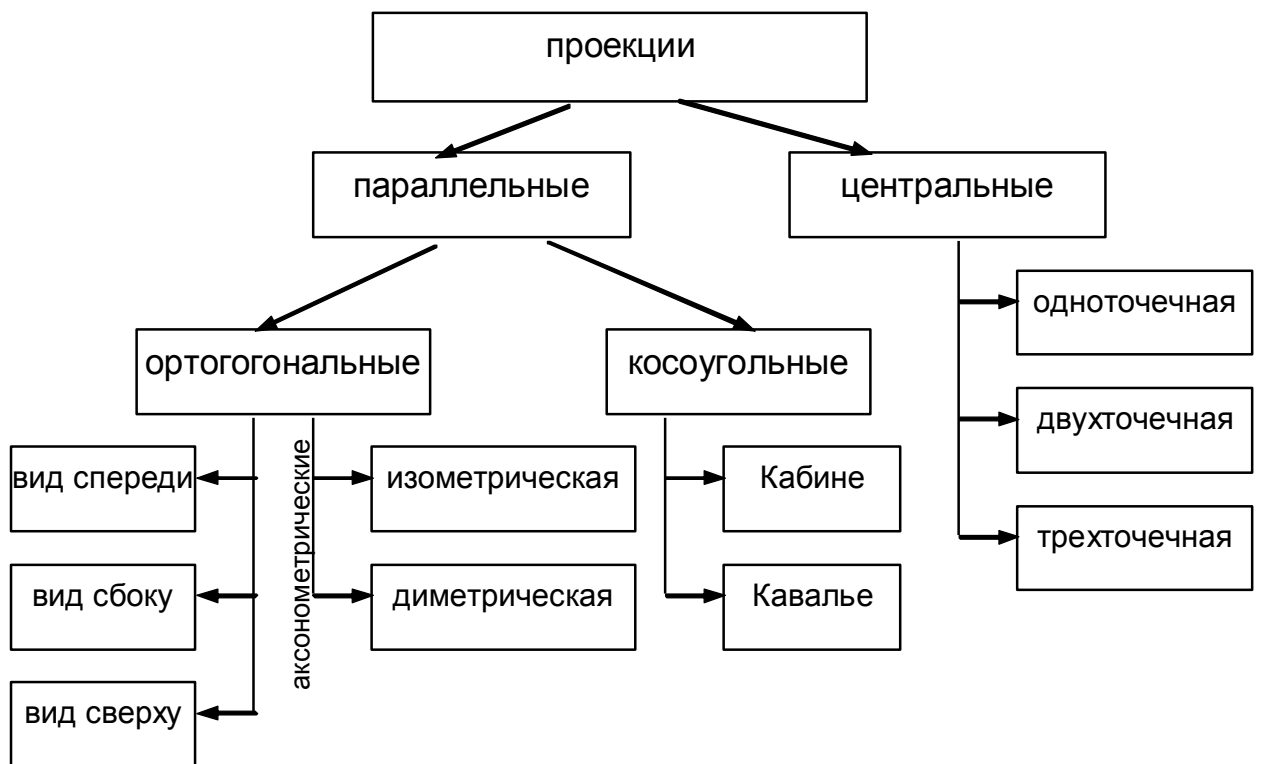 проекции
параллельные
центральные
ортогогональные
косоугольные
одноточечная
двухточечная
трехточечная
вид спереди
вид сбоку
вид сверху
аксонометрические
изометрическая
диметрическая
Кабине
Кавалье